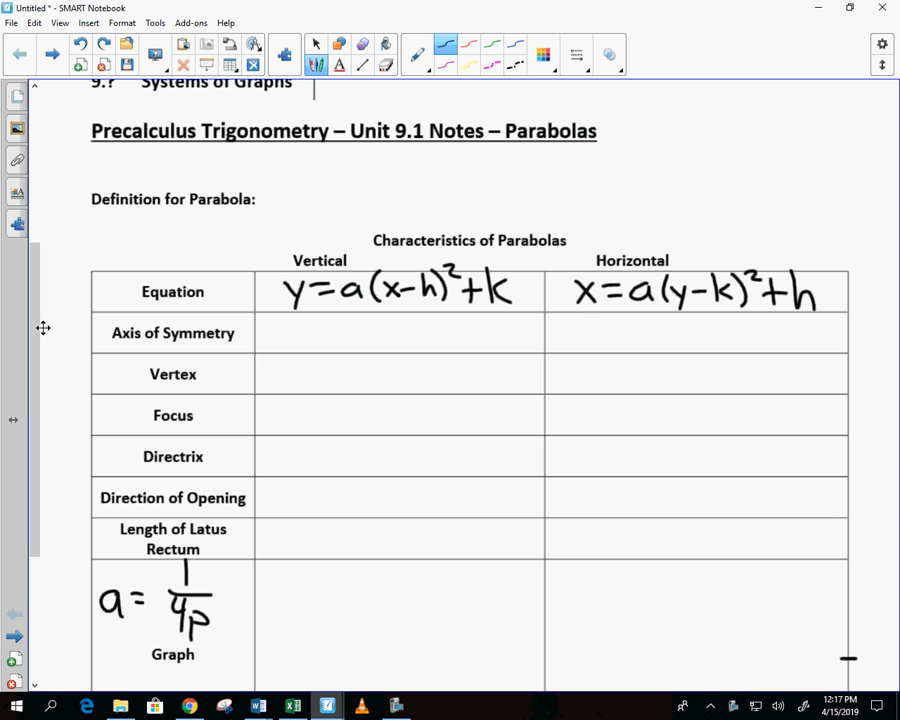 Untitled * - SMART Notebook
File Edit View Insert Format Tools Add-ons Help
9.? Systems of Graphs
Precalculus Trigonometry – Unit 9.1 Notes – Parabolas
Definition for Parabola:
Characteristics of Parabolas
Vertical Horizontal
Equation y=a(x-h)²+k x=a(y-k)²+h
Axis of Symmetry
Vertex
Focus
Directrix
Direction of Opening
Length of Latus
Rectum
a = 1/4p
Graph
12:17 PM
4/15/2019